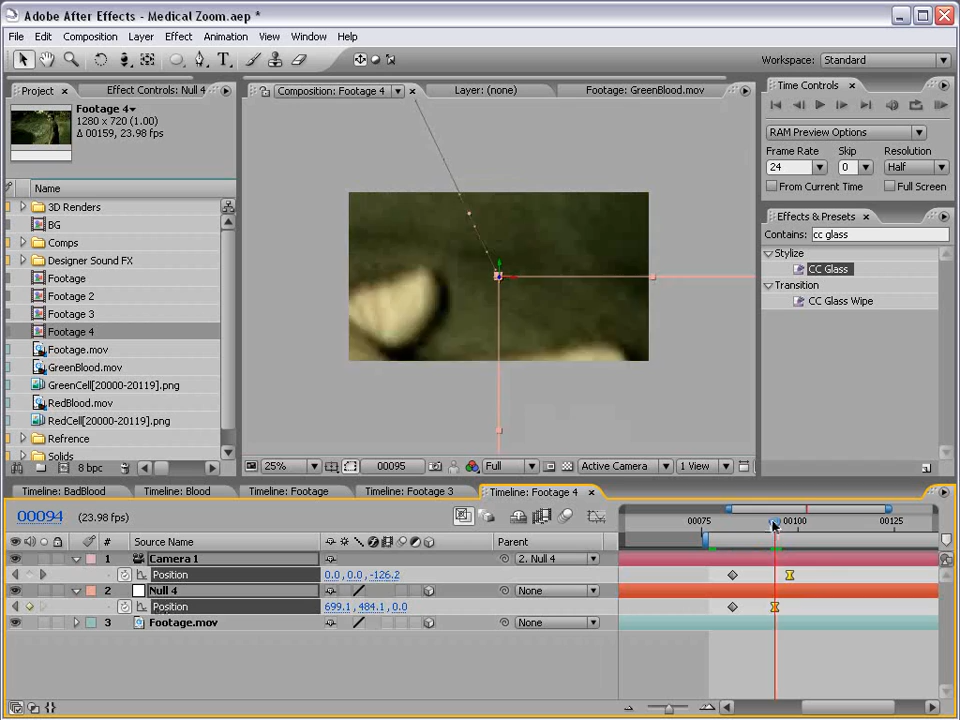 Adobe After Effects - Medical Zoom.aep *
File Edit Composition Layer Effect Animation View Window Help
Workspace: Standard
Project Effect Controls: Null 4
Composition: Footage 4 Layer: (none) Footage: GreenBlood.mov
Time Controls
Footage 4
1280 x 720 (1.00)
Δ 00159, 23.98 fps
RAM Preview Options
Frame Rate Skip Resolution
24 0 Half
From Current Time Full Screen
Name
3D Renders
BG
Comps
Designer Sound FX
Footage
Footage 2
Footage 3
Footage 4
Footage.mov
GreenBlood.mov
GreenCell[20000-20119].png
RedBlood.mov
RedCell[20000-20119].png
Refrence
Solids
8 bpc
Effects & Presets
Contains: cc glass
Stylize
CC Glass
Transition
CC Glass Wipe
25% 00095 Full Active Camera 1 View
Timeline: BadBlood Timeline: Blood Timeline: Footage Timeline: Footage 3 Timeline: Footage 4
00094 (23.98 fps)
00075 00100 00125
# Source Name Parent
1 Camera 1 2. Null 4
Position 0.0, 0.0, -126.2
2 Null 4 None
Position 699.1, 484.1, 0.0
3 Footage.mov None